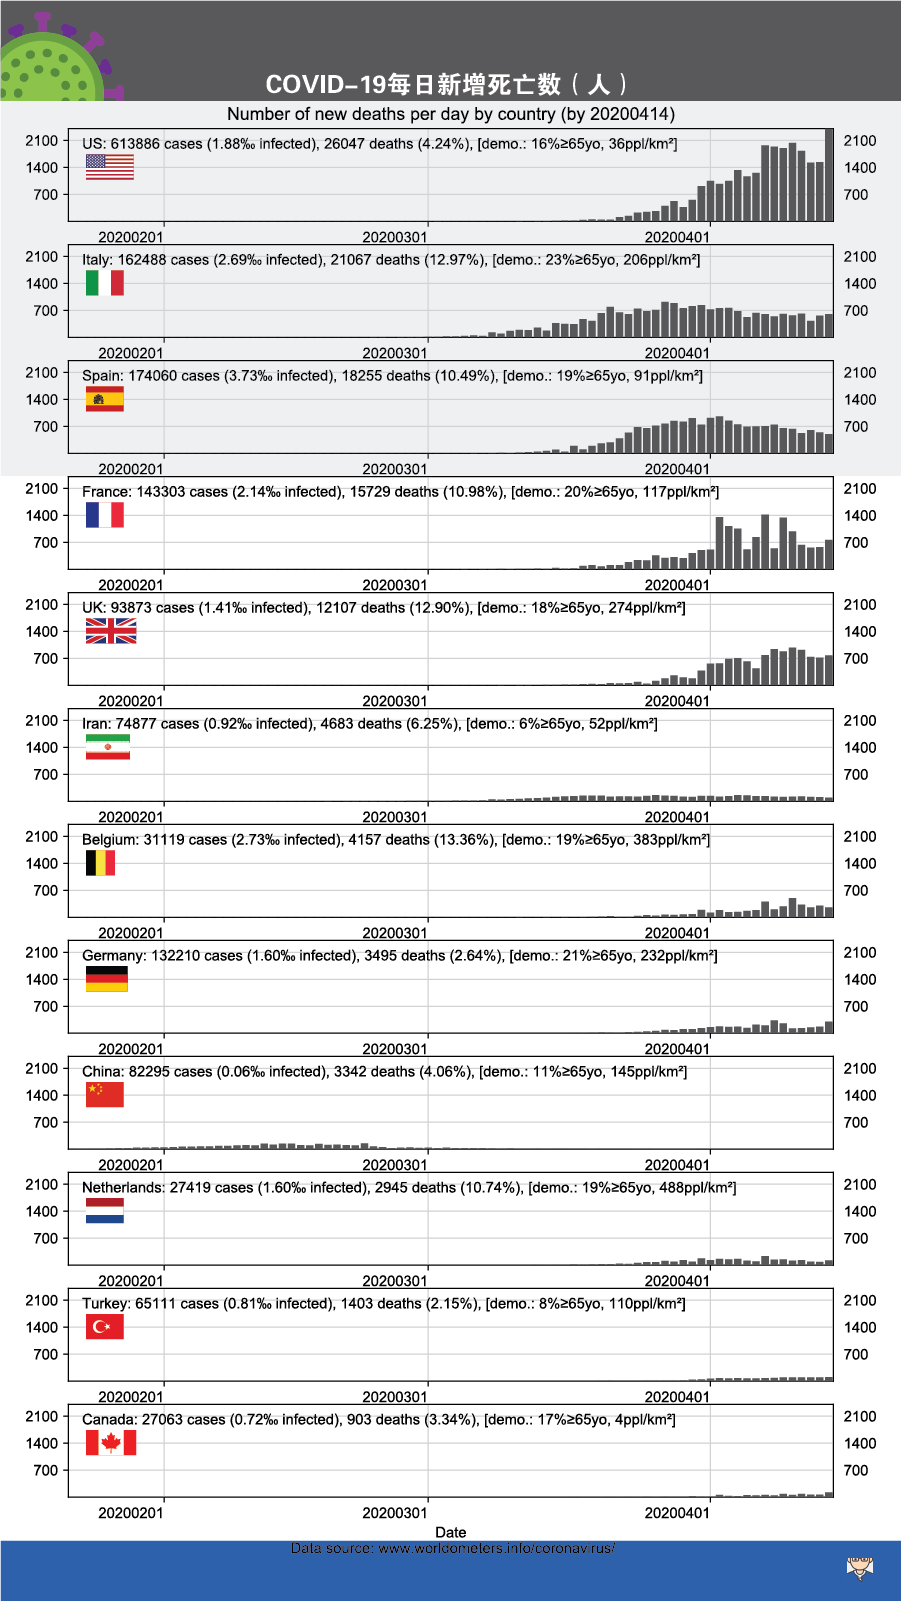 COVID-19每日新增死亡数（人）
Number of new deaths per day by country (by 20200414)
US: 613886 cases (1.88‰ infected), 26047 deaths (4.24%), [demo.: 16%≥65yo, 36ppl/km²]
2100 2100
1400 1400
700 700
20200201 20200301 20200401
Italy: 162488 cases (2.69‰ infected), 21067 deaths (12.97%), [demo.: 23%≥65yo, 206ppl/km²]
2100 2100
1400 1400
700 700
20200201 20200301 20200401
Spain: 174060 cases (3.73‰ infected), 18255 deaths (10.49%), [demo.: 19%≥65yo, 91ppl/km²]
2100 2100
1400 1400
700 700
20200201 20200301 20200401
France: 143303 cases (2.14‰ infected), 15729 deaths (10.98%), [demo.: 20%≥65yo, 117ppl/km²]
2100 2100
1400 1400
700 700
20200201 20200301 20200401
UK: 93873 cases (1.41‰ infected), 12107 deaths (12.90%), [demo.: 18%≥65yo, 274ppl/km²]
2100 2100
1400 1400
700 700
20200201 20200301 20200401
Iran: 74877 cases (0.92‰ infected), 4683 deaths (6.25%), [demo.: 6%≥65yo, 52ppl/km²]
2100 2100
1400 1400
700 700
20200201 20200301 20200401
Belgium: 31119 cases (2.73‰ infected), 4157 deaths (13.36%), [demo.: 19%≥65yo, 383ppl/km²]
2100 2100
1400 1400
700 700
20200201 20200301 20200401
Germany: 132210 cases (1.60‰ infected), 3495 deaths (2.64%), [demo.: 21%≥65yo, 232ppl/km²]
2100 2100
1400 1400
700 700
20200201 20200301 20200401
China: 82295 cases (0.06‰ infected), 3342 deaths (4.06%), [demo.: 11%≥65yo, 145ppl/km²]
2100 2100
1400 1400
700 700
20200201 20200301 20200401
Netherlands: 27419 cases (1.60‰ infected), 2945 deaths (10.74%), [demo.: 19%≥65yo, 488ppl/km²]
2100 2100
1400 1400
700 700
20200201 20200301 20200401
Turkey: 65111 cases (0.81‰ infected), 1403 deaths (2.15%), [demo.: 8%≥65yo, 110ppl/km²]
2100 2100
1400 1400
700 700
20200201 20200301 20200401
Canada: 27063 cases (0.72‰ infected), 903 deaths (3.34%), [demo.: 17%≥65yo, 4ppl/km²]
2100 2100
1400 1400
700 700
20200201 20200301 20200401
Date
Data source: www.worldometers.info/coronavirus/